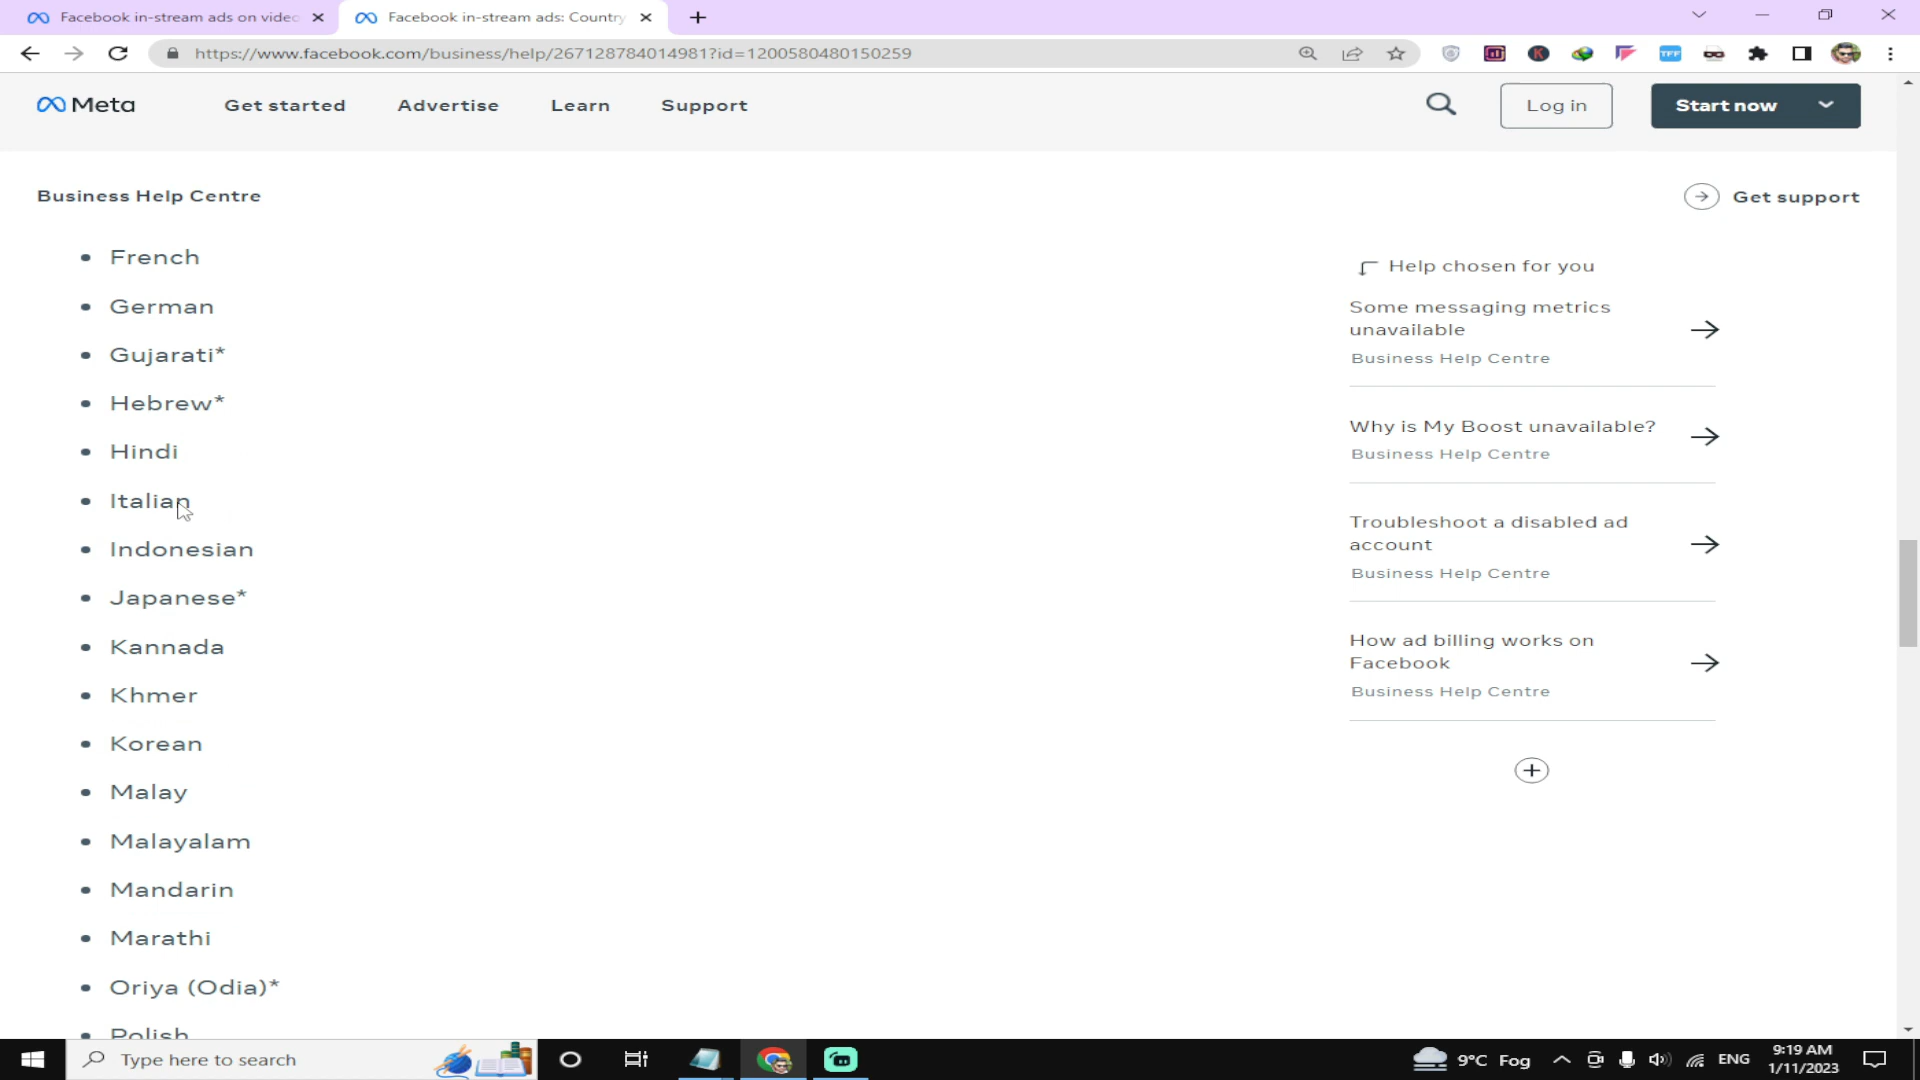 Facebook in-stream ads on video
Facebook in-stream ads: Country
https://www.facebook.com/business/help/267128784014981?id=1200580480150259
Meta
Get started
Advertise
Learn
Support
Log in
Start now
Business Help Centre
Get support
• French
• German
• Gujarati*
• Hebrew*
• Hindi
• Italian
• Indonesian
• Japanese*
• Kannada
• Khmer
• Korean
• Malay
• Malayalam
• Mandarin
• Marathi
• Oriya (Odia)*
• Polish
Help chosen for you
Some messaging metrics
unavailable
Business Help Centre
Why is My Boost unavailable?
Business Help Centre
Troubleshoot a disabled ad
account
Business Help Centre
How ad billing works on
Facebook
Business Help Centre
Type here to search
9°C Fog
ENG
9:19 AM
1/11/2023